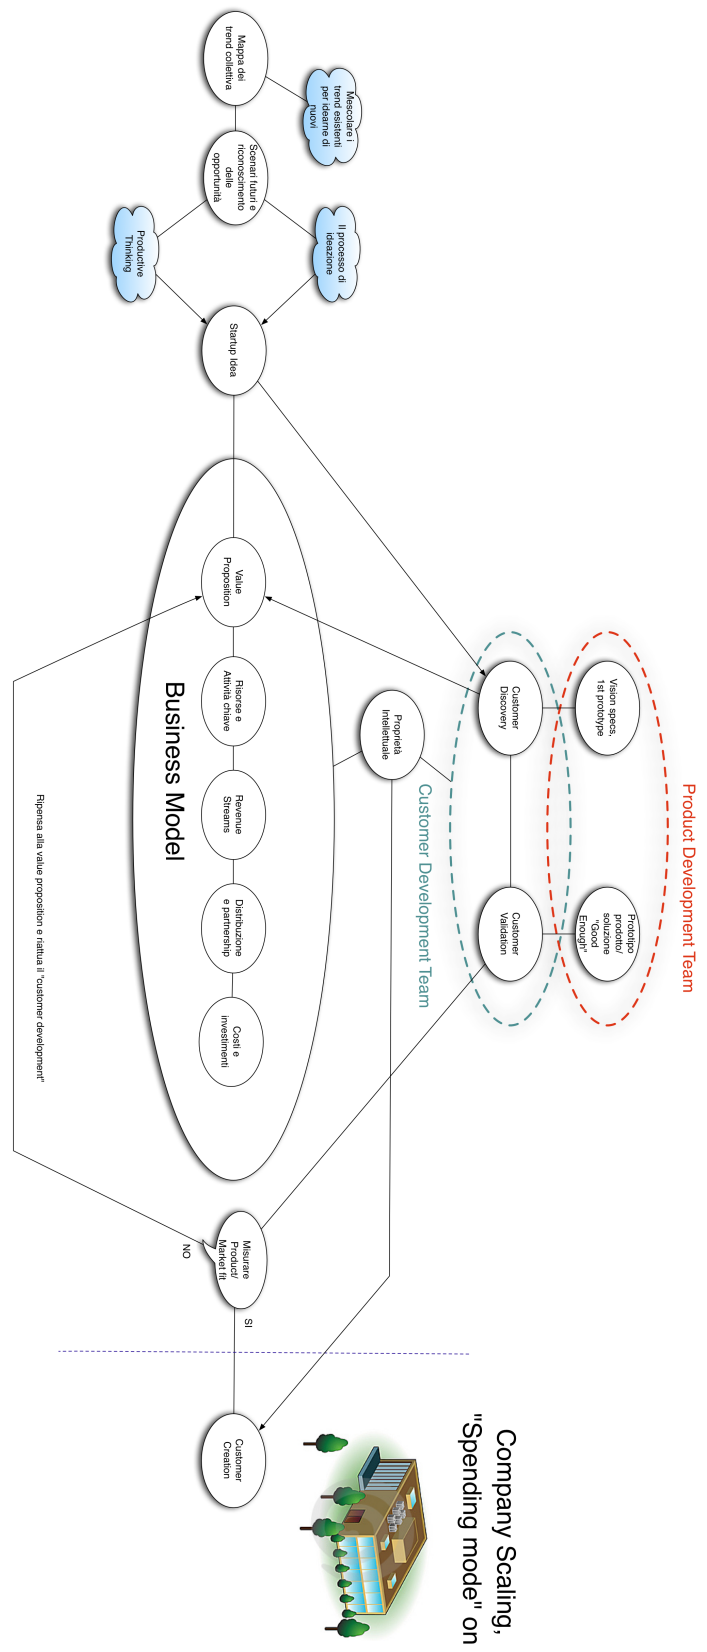 Mappa dei
trend collettiva
Mescolare i
trend esistenti
per idearne di
nuovi
Scenari futuri e
riconoscimento
delle
opportunità
Il processo di
ideazione
Productive
Thinking
Startup Idea
Product Development Team
Vision specs,
1st prototype
Prototipo
prodotto/
soluzione
"Good
Enough"
Customer
Discovery
Customer
Validation
Customer Development Team
Proprietà
Intellettuale
Value
Proposition
Risorse e
Attività chiave
Revenue
Streams
Distribuzione
e partnership
Costi e
investimenti
Business Model
Misurare
Product/
Market fit
SI
NO
Ripensa alla value proposition e riattua il "customer development"
Customer
Creation
Company Scaling,
"Spending mode" on